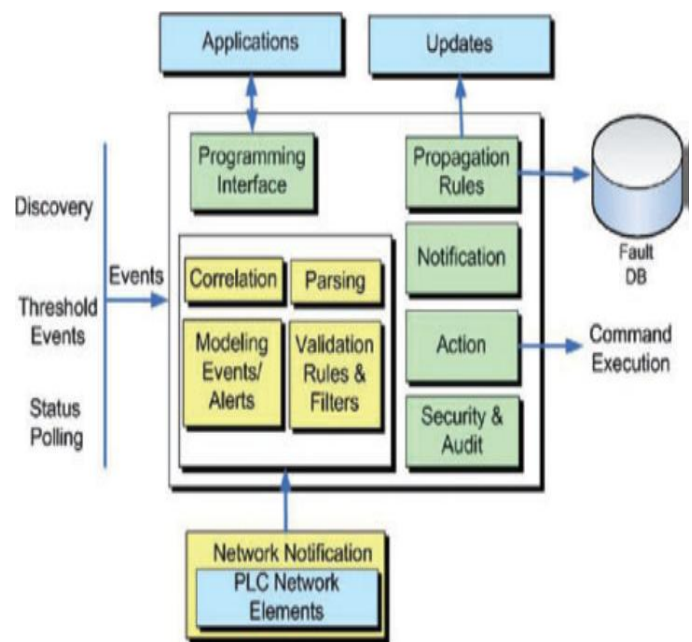 Applications
Updates
Programming
Interface
Propagation
Rules
Discovery
Events
Threshold
Events
Status
Polling
Correlation
Parsing
Modeling
Events/
Alerts
Validation
Rules &
Filters
Notification
Action
Security &
Audit
Fault
DB
Command
Execution
Network Notification
PLC Network
Elements